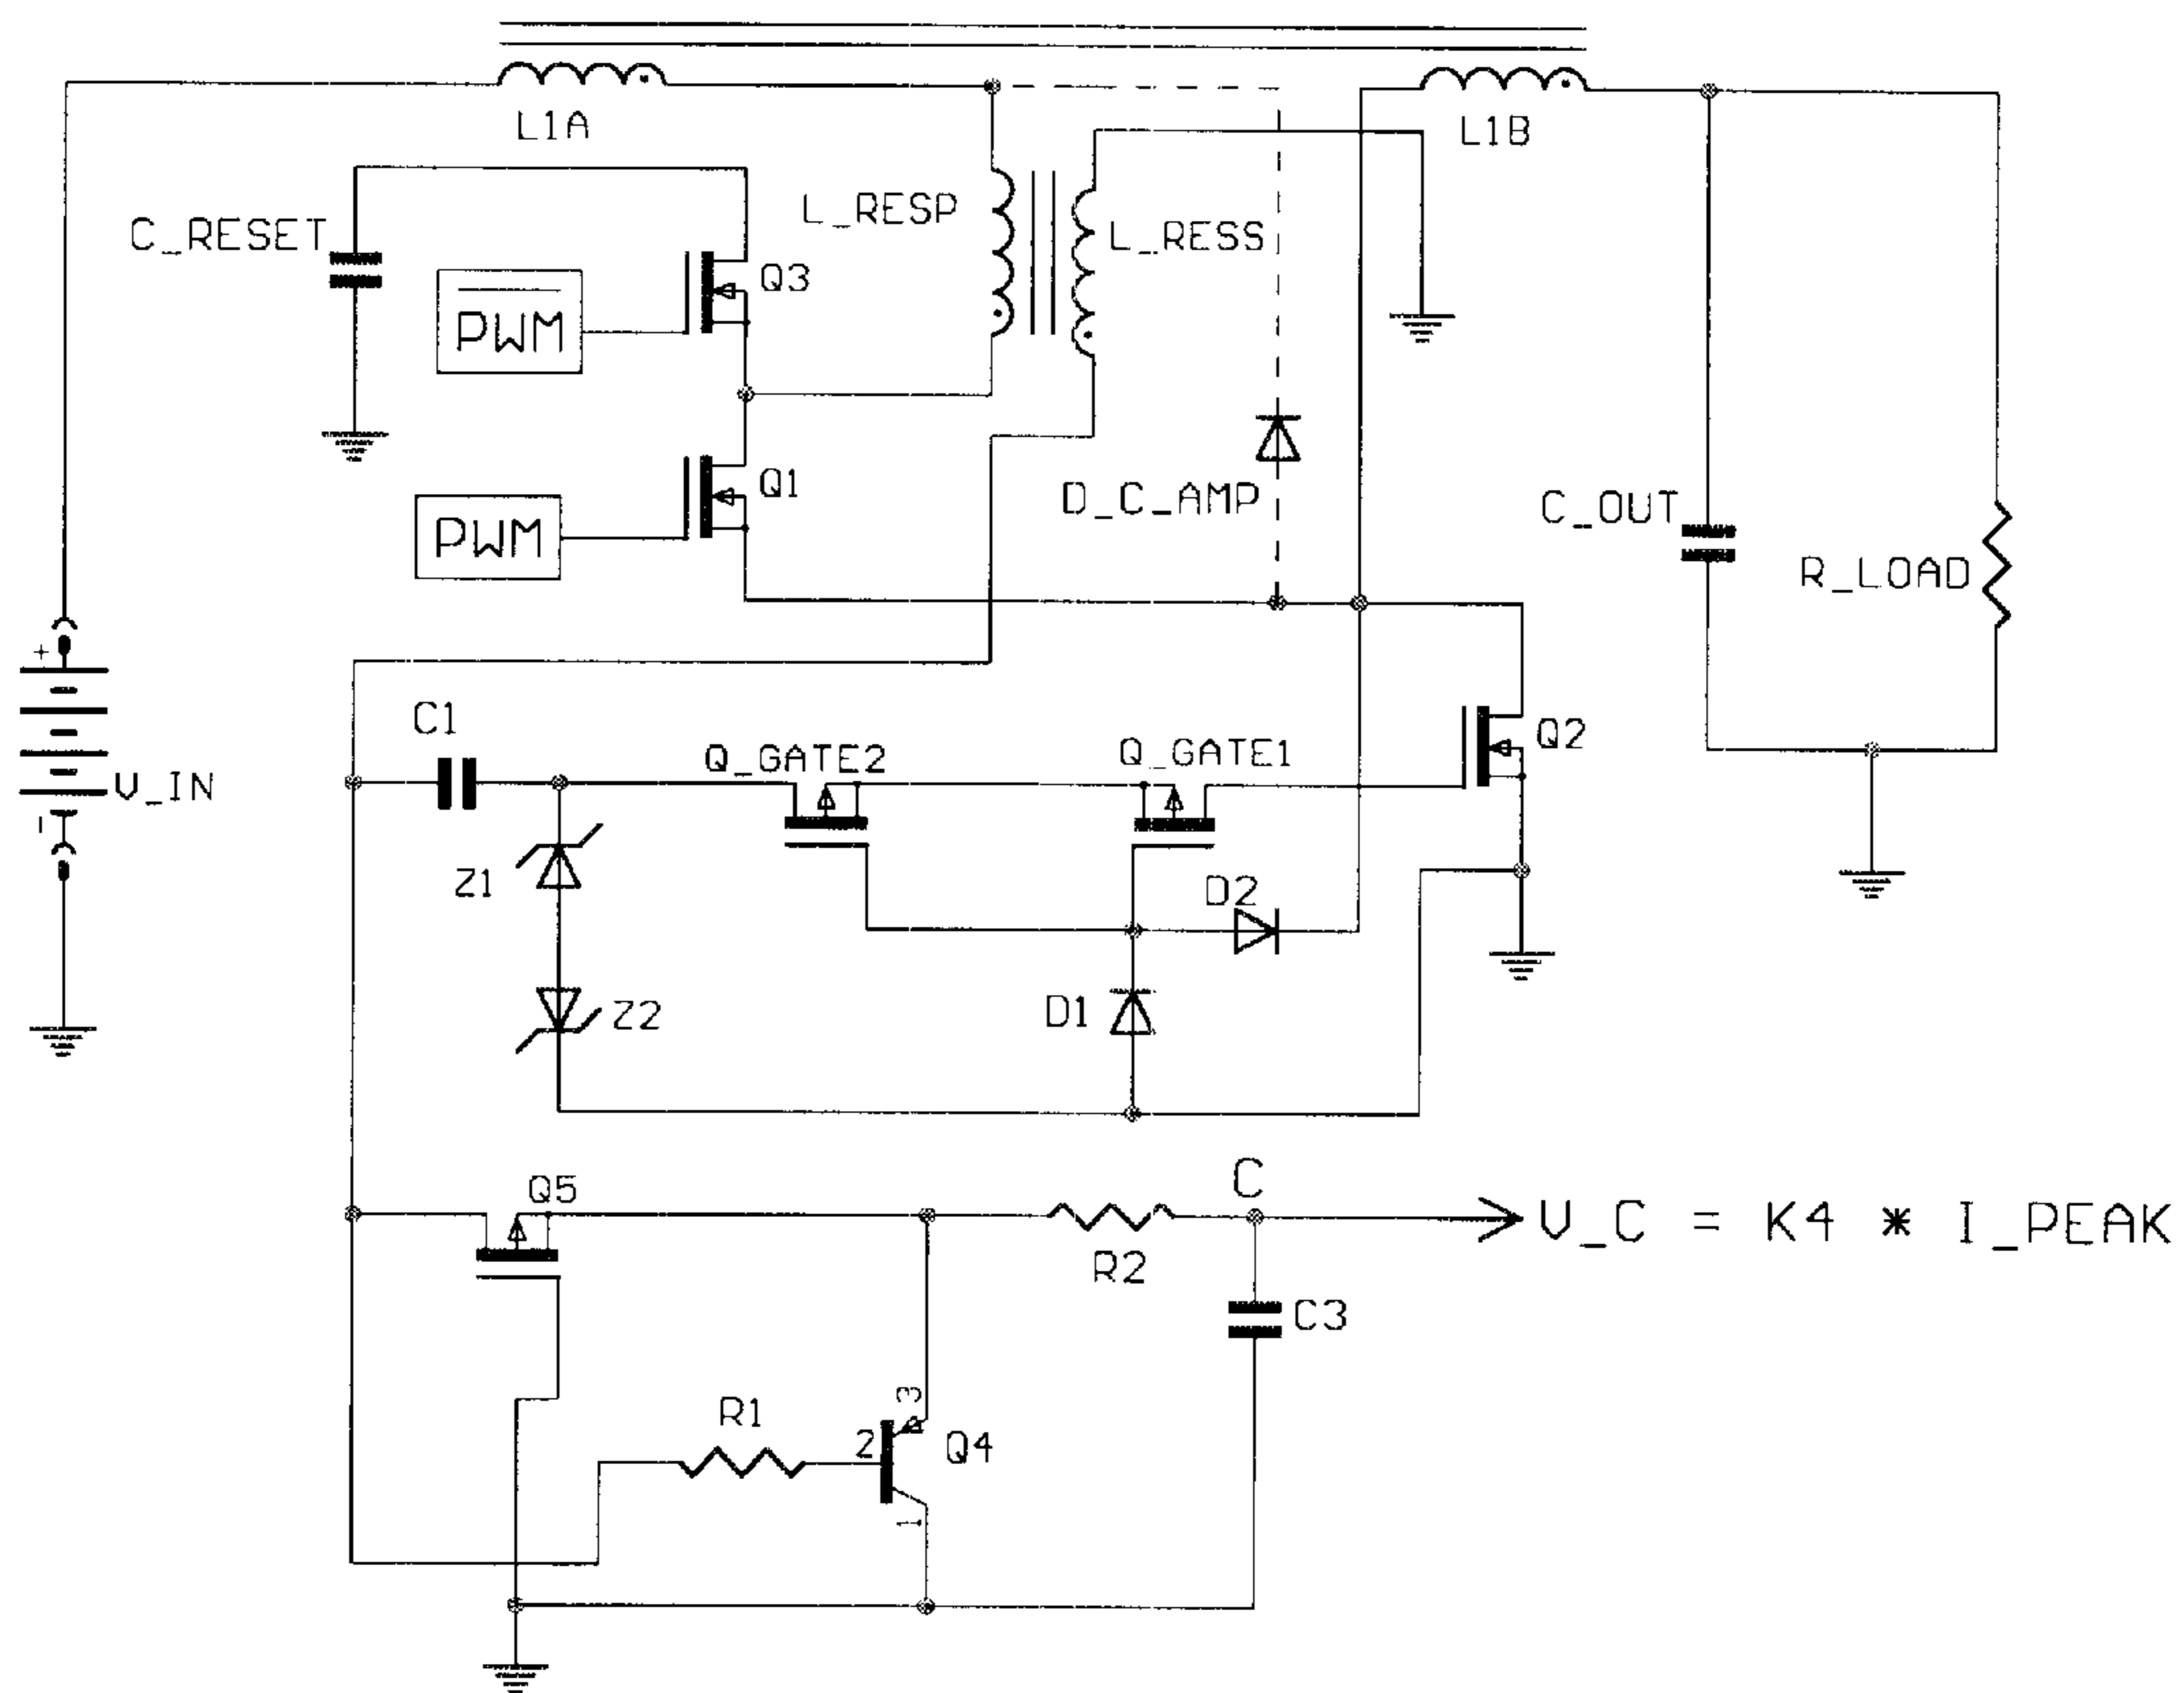 L1A
L1B
C_RESET
L_RESP
L_RESS
Q3
PWM
Q1
PWM
D_C_AMP
C_OUT
R_LOAD
+
V_IN
-
C1
Q_GATE2
Q_GATE1
Q2
Z1
D2
Z2
D1
Q5
C
V_C = K4 * I_PEAK
R2
C3
R1
3
2
Q4
1